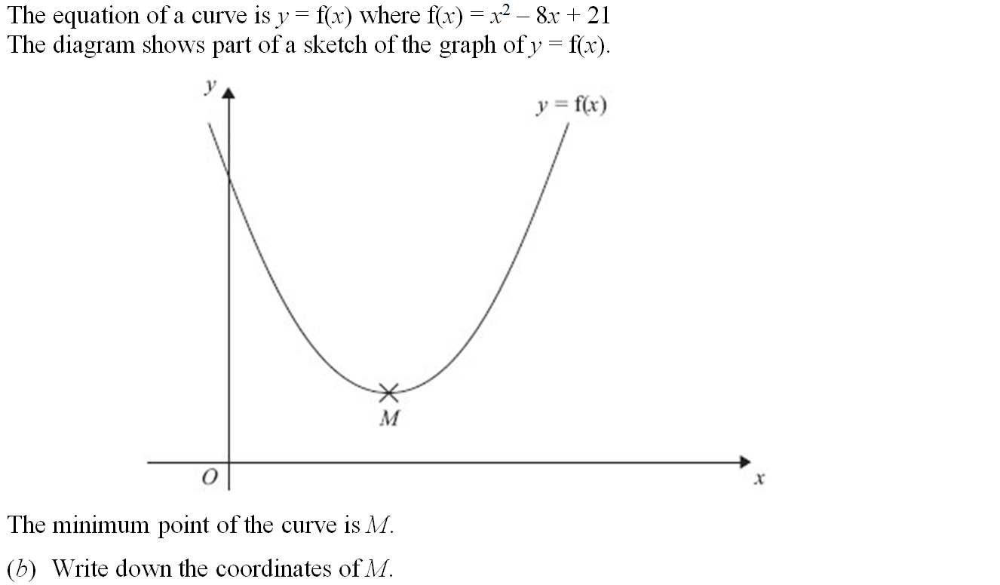 The equation of a curve is y = f(x) where f(x) = x² – 8x + 21
The diagram shows part of a sketch of the graph of y = f(x).
y
y = f(x)
M
O
x
The minimum point of the curve is M.
(b) Write down the coordinates of M.